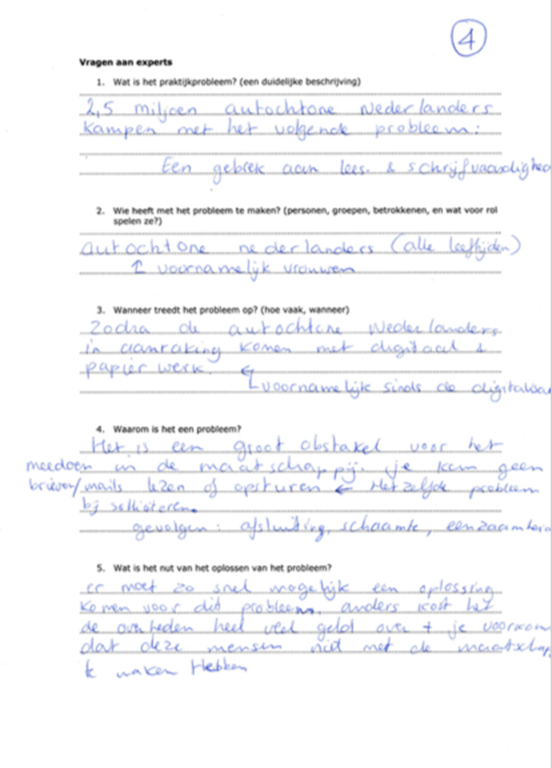 4
Vragen aan experts
1. Wat is het praktijkprobleem? (een duidelijke beschrijving)
2,5 miljoen autochtone Nederlanders
kampen met het volgende probleem:
Een gebrek aan lees- & schrijfvaardighe
2. Wie heeft met het probleem te maken? (personen, groepen, betrokkenen, en wat voor rol
spelen ze?)
autochtone nederlanders (alle leeftijden)
↑ voornamelijk vrouwen
3. Wanneer treedt het probleem op? (hoe vaak, wanneer)
Zodra de autochtone Nederlanders
in aanraking komen met digitaal &
papier werk.
voornamelijk sinds de
4. Waarom is het een probleem?
Het is een groot obstakel voor het
meedoen in de maatschappij. je kan geen
brieven/mails lezen of opsturen ← Hetzelfde probleem
bij solliciteren.
gevolgen: afsluiting, schaamte, eenzaamhei
5. Wat is het nut van het oplossen van het probleem?
er moet zo snel mogelijk een oplossing
komen voor dit probleem, anders kost het
de overheden heel veel geld over + je voorkom
dat deze mensen niet met de maatschap
te maken Hebben